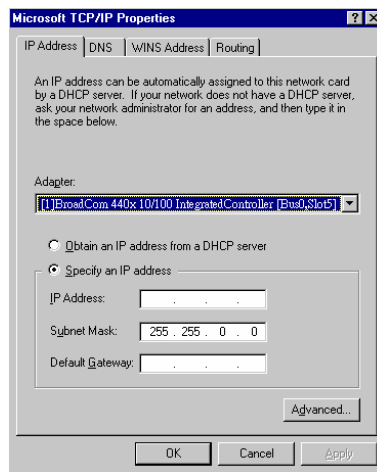 Microsoft TCP/IP Properties
IP Address DNS WINS Address Routing
An IP address can be automatically assigned to this network card
by a DHCP server. If your network does not have a DHCP server,
ask your network administrator for an address, and then type it in
the space below.
Adapter:
[1]BroadCom 440x 10/100 IntegratedController [Bus0,Slot5]
Obtain an IP address from a DHCP server
Specify an IP address
IP Address: . . .
Subnet Mask: 255 . 255 . 0 . 0
Default Gateway: . . .
Advanced...
OK Cancel Apply